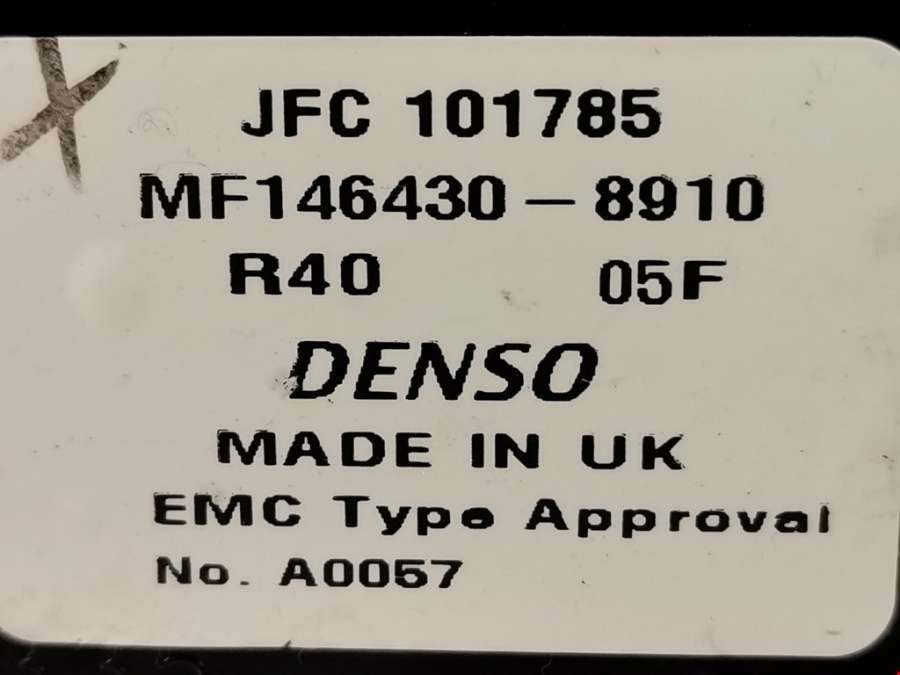 JFC 101785
MF146430-8910
R40 05F
DENSO
MADE IN UK
EMC Type Approval
No. A0057